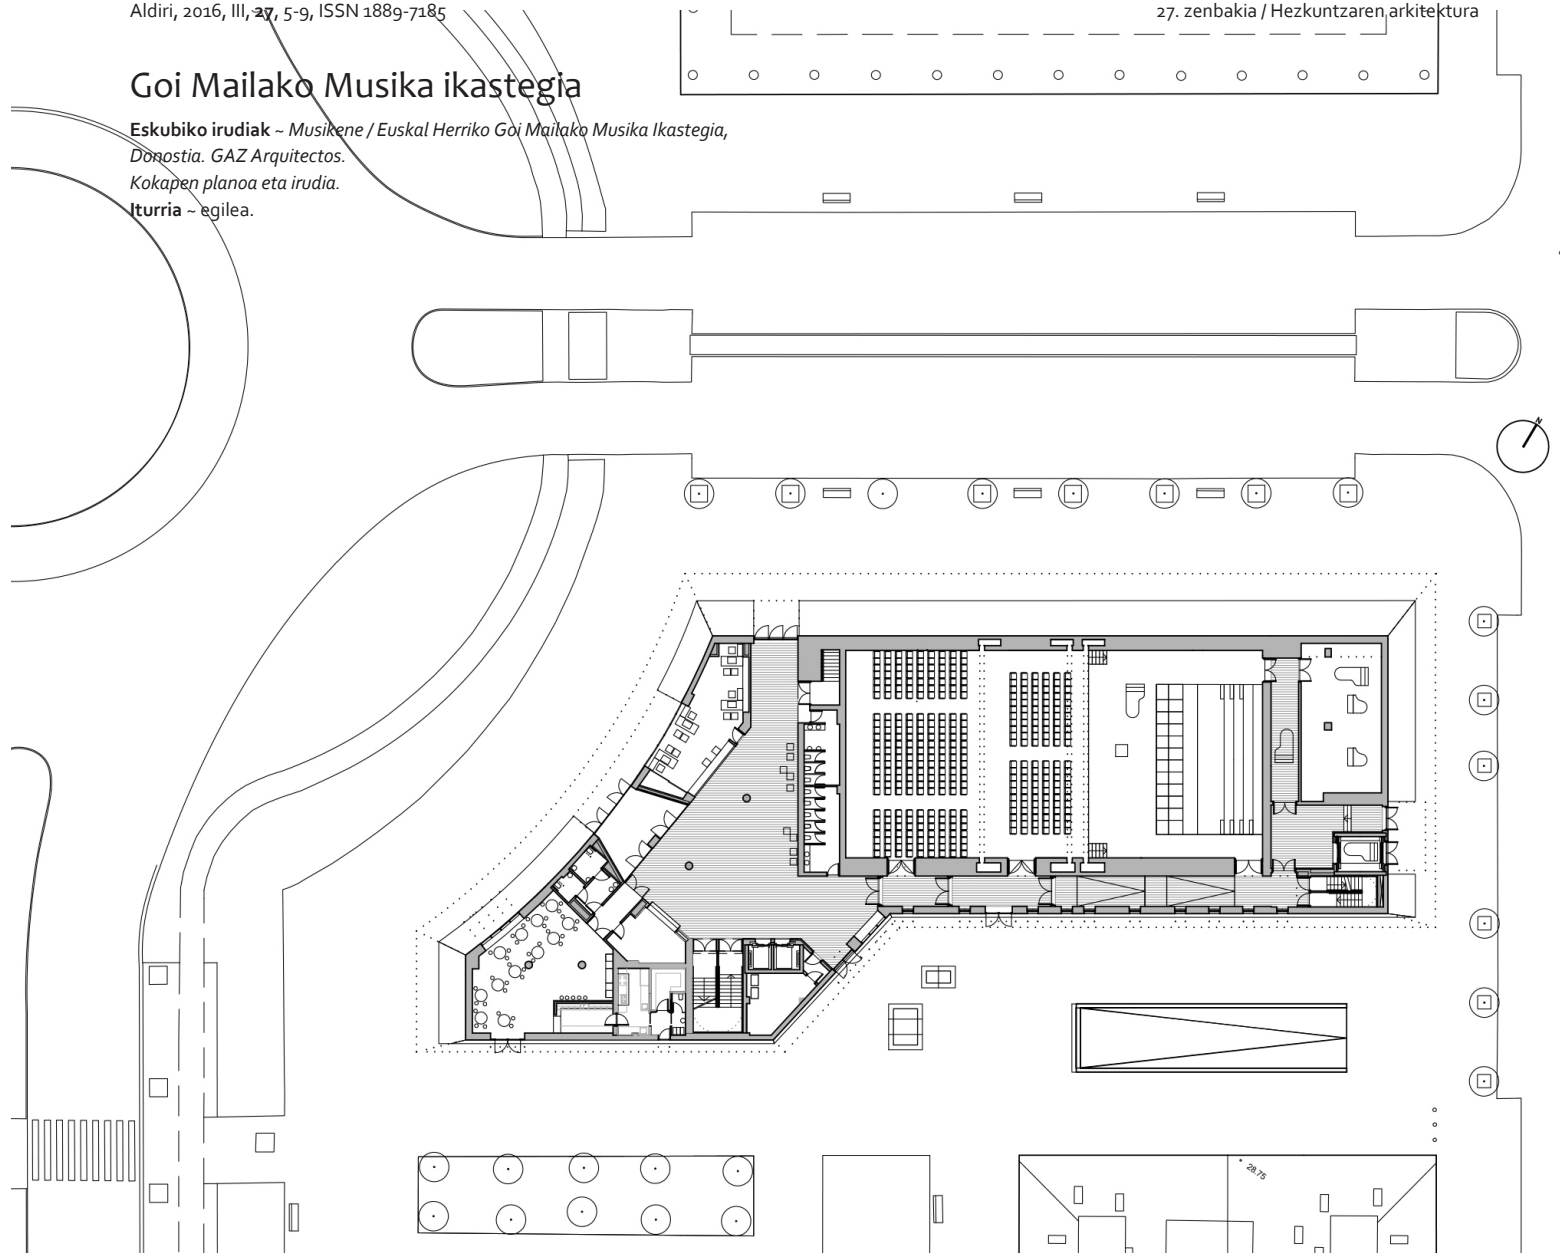 Aldiri, 2016, III, 27, 5-9, ISSN 1889-7185
27. zenbakia / Hezkuntzaren arkitektura
Goi Mailako Musika ikastegia
Eskubiko irudiak ~ Musikene / Euskal Herriko Goi Mailako Musika Ikastegia,
Donostia. GAZ Arquitectos.
Kokapen planoa eta irudia.
Iturria ~ egilea.
N
28.75